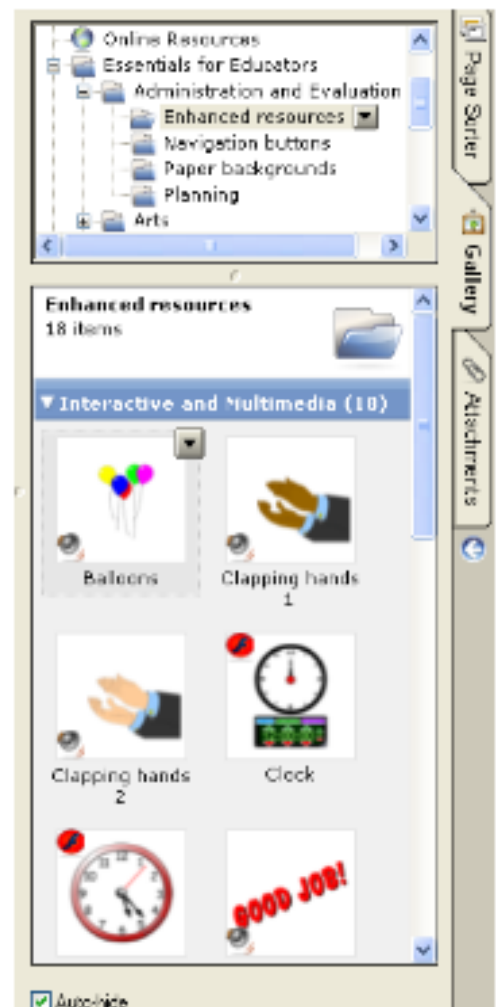 Online Resources
Essentials for Educators
Administration and Evaluation
Enhanced resources
Navigation buttons
Paper backgrounds
Planning
Arts
Page Sorter
Gallery
Attachments
Enhanced resources
18 items
Interactive and Multimedia (18)
Balloons
Clapping hands
1
Clapping hands
2
Clock
GOOD JOB!
Auto-hide